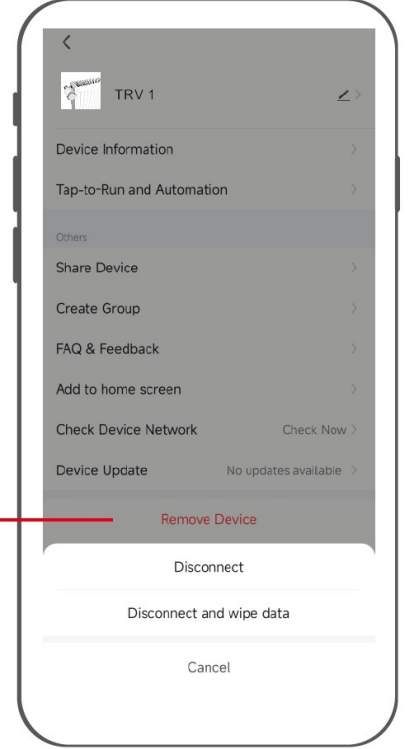 TRV 1
Device Information
Tap-to-Run and Automation
Others
Share Device
Create Group
FAQ & Feedback
Add to home screen
Check Device Network Check Now
Device Update No updates available
Remove Device
Disconnect
Disconnect and wipe data
Cancel